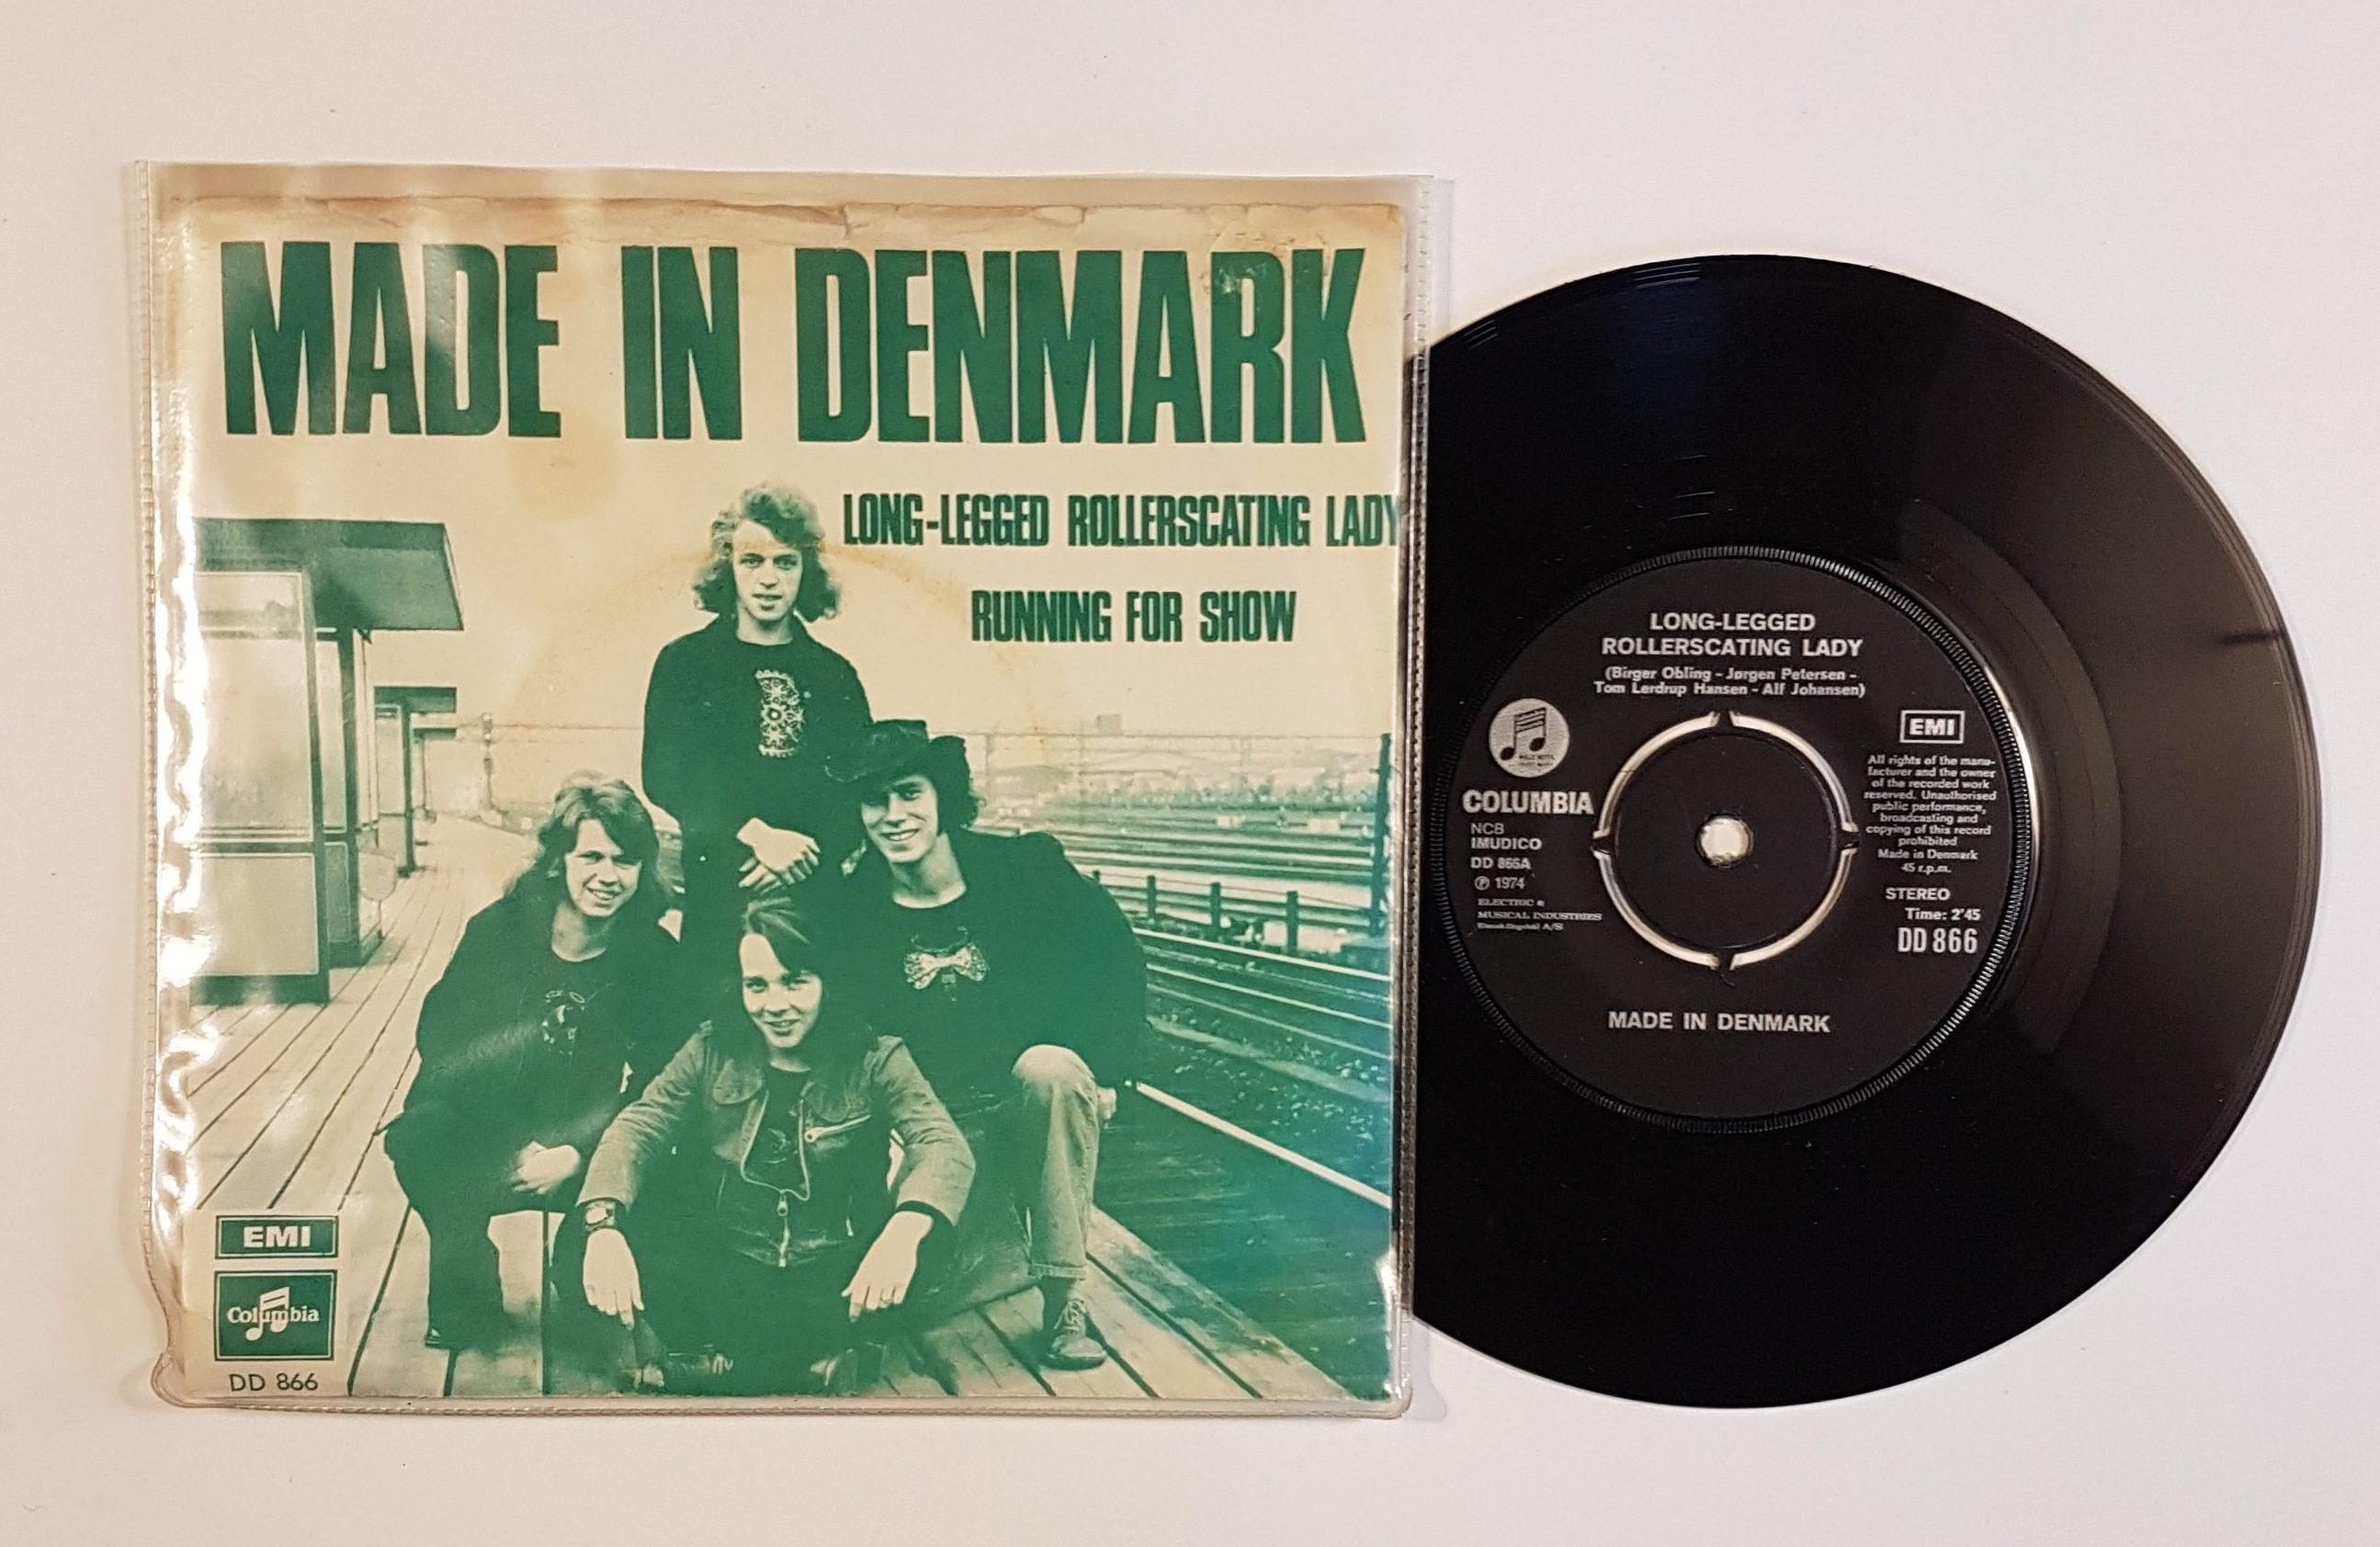 MADE IN DENMARK
LONG-LEGGED ROLLERSCATING LADY
RUNNING FOR SHOW
EMI
Columbia
DD 866
LONG-LEGGED
ROLLERSCATING LADY
(Birger Obling - Jørgen Petersen -
Tom Lerdrup Hansen - Alf Johansen)
COLUMBIA
NCB
IMUDICO
DD 866A
℗ 1974
ELECTRIC &
MUSICAL INDUSTRIES
A/S
EMI
All rights of the manu-
facturer and the owner
of the recorded work
reserved. Unauthorised
public performance,
broadcasting and
copying of this record
prohibited
Made in Denmark
45 r.p.m.
STEREO
Time: 2'45
DD 866
MADE IN DENMARK